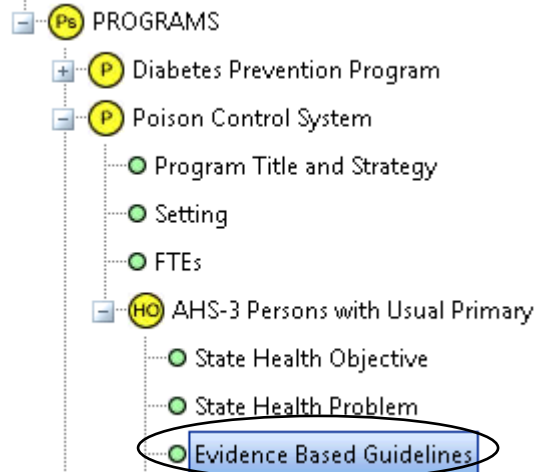 Ps PROGRAMS
P Diabetes Prevention Program
P Poison Control System
Program Title and Strategy
Setting
FTEs
HO AHS-3 Persons with Usual Primary
State Health Objective
State Health Problem
Evidence Based Guidelines